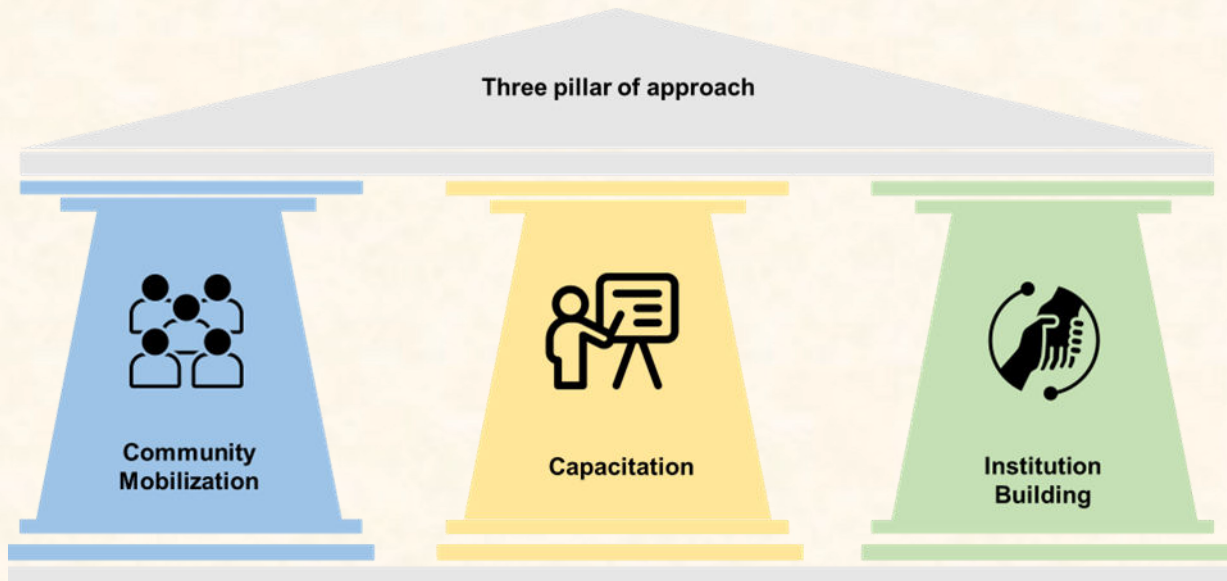 Three pillar of approach
Community
Mobilization
Capacitation
Institution
Building